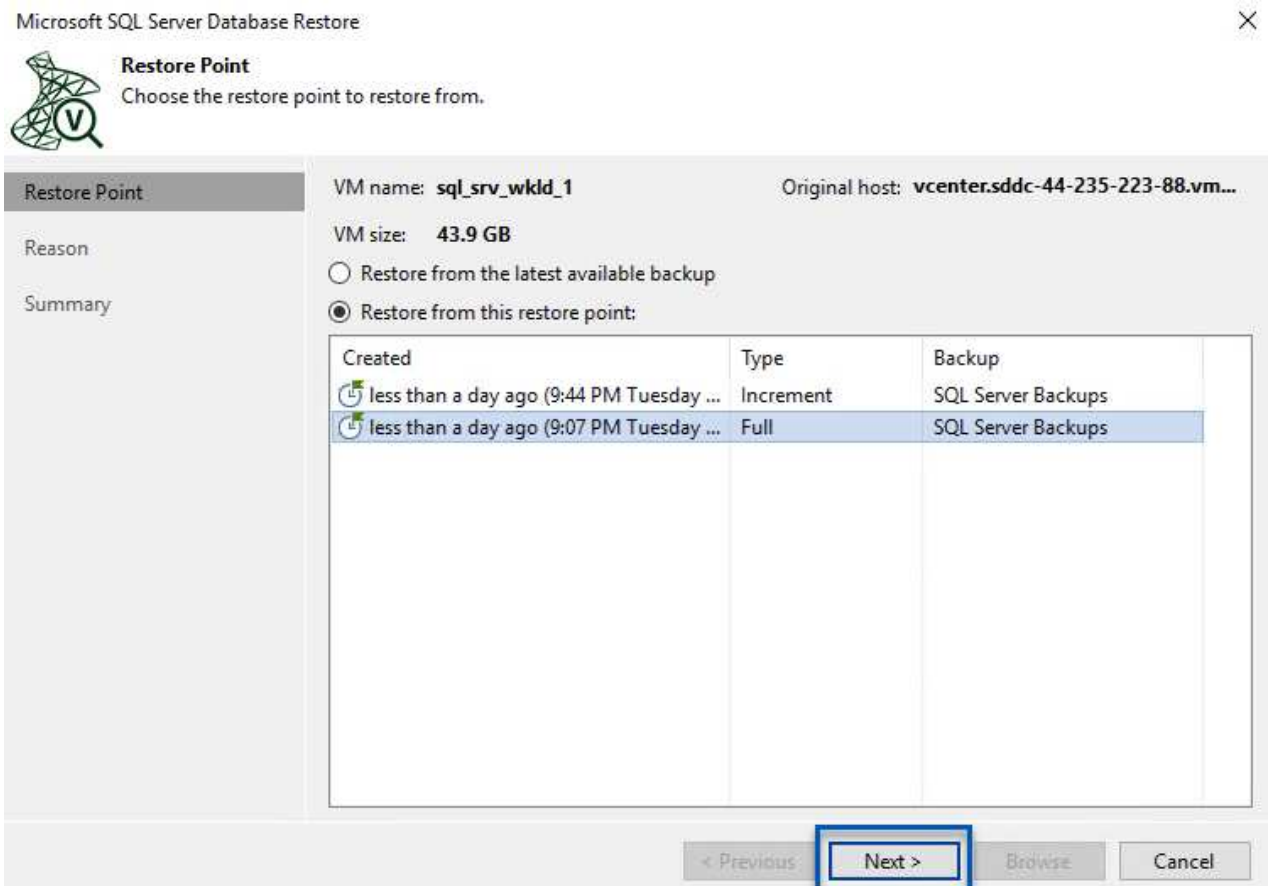 Microsoft SQL Server Database Restore
Restore Point
Choose the restore point to restore from.
V
Restore Point
Reason
Summary
VM name: sql_srv_wkld_1 Original host: vcenter.sddc-44-235-223-88.vm...
VM size: 43.9 GB
Restore from the latest available backup
Restore from this restore point:
Created Type Backup
less than a day ago (9:44 PM Tuesday ... Increment SQL Server Backups
less than a day ago (9:07 PM Tuesday ... Full SQL Server Backups
< Previous Next > Browse Cancel